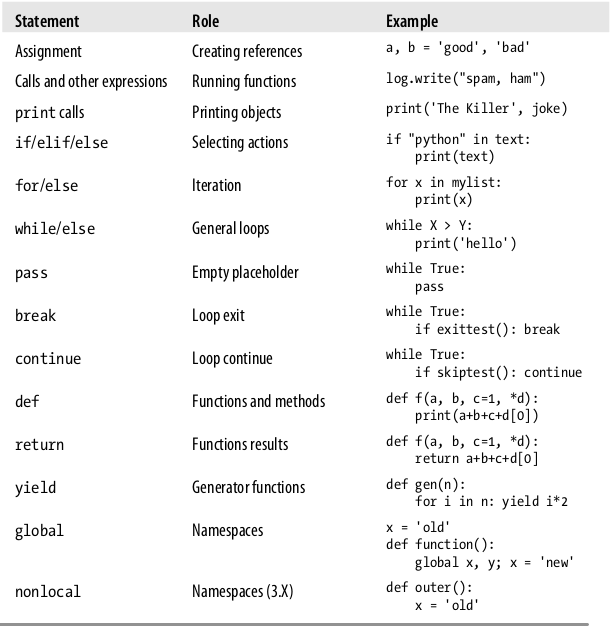 Statement Role Example
Assignment Creating references a, b = 'good', 'bad'
Calls and other expressions Running functions log.write("spam, ham")
print calls Printing objects print('The Killer', joke)
if/elif/else Selecting actions if "python" in text:
    print(text)
for/else Iteration for x in mylist:
    print(x)
while/else General loops while X > Y:
    print('hello')
pass Empty placeholder while True:
    pass
break Loop exit while True:
    if exittest(): break
continue Loop continue while True:
    if skiptest(): continue
def Functions and methods def f(a, b, c=1, *d):
    print(a+b+c+d[0])
return Functions results def f(a, b, c=1, *d):
    return a+b+c+d[0]
yield Generator functions def gen(n):
    for i in n: yield i*2
global Namespaces x = 'old'
def function():
    global x, y; x = 'new'
nonlocal Namespaces (3.X) def outer():
    x = 'old'